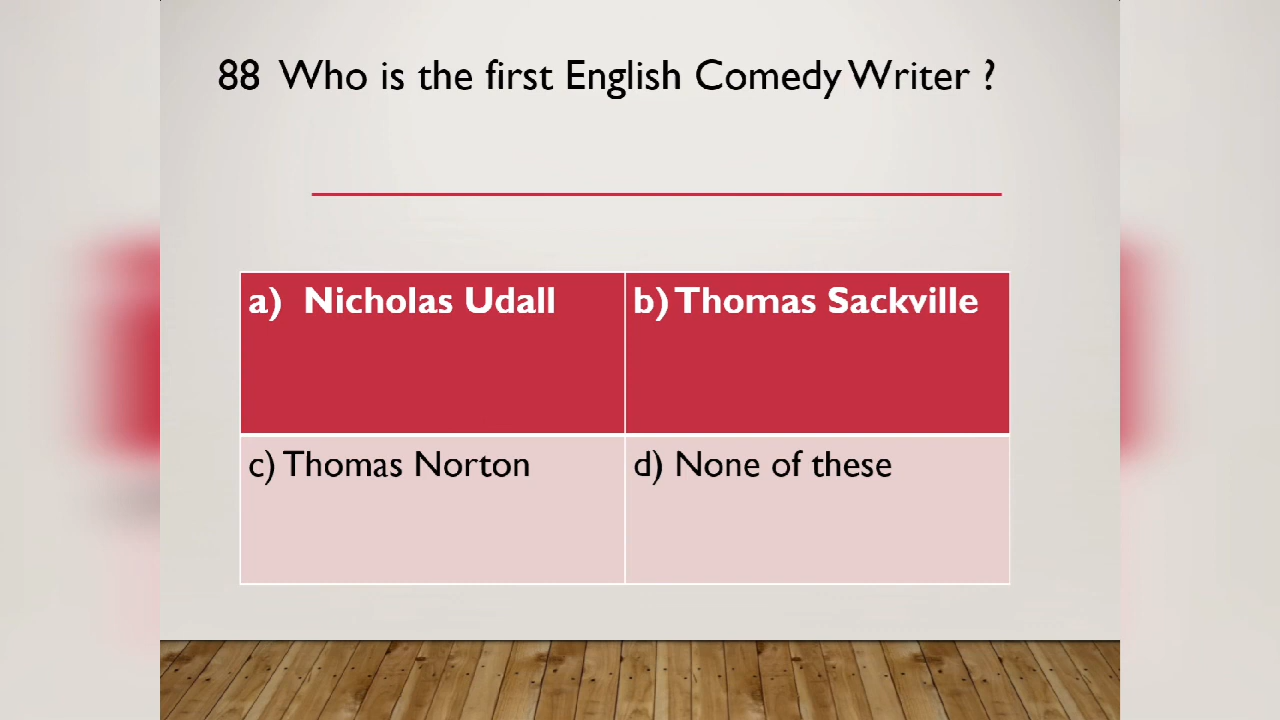 88 Who is the first English Comedy Writer ?
a) Nicholas Udall
b) Thomas Sackville
c) Thomas Norton
d) None of these